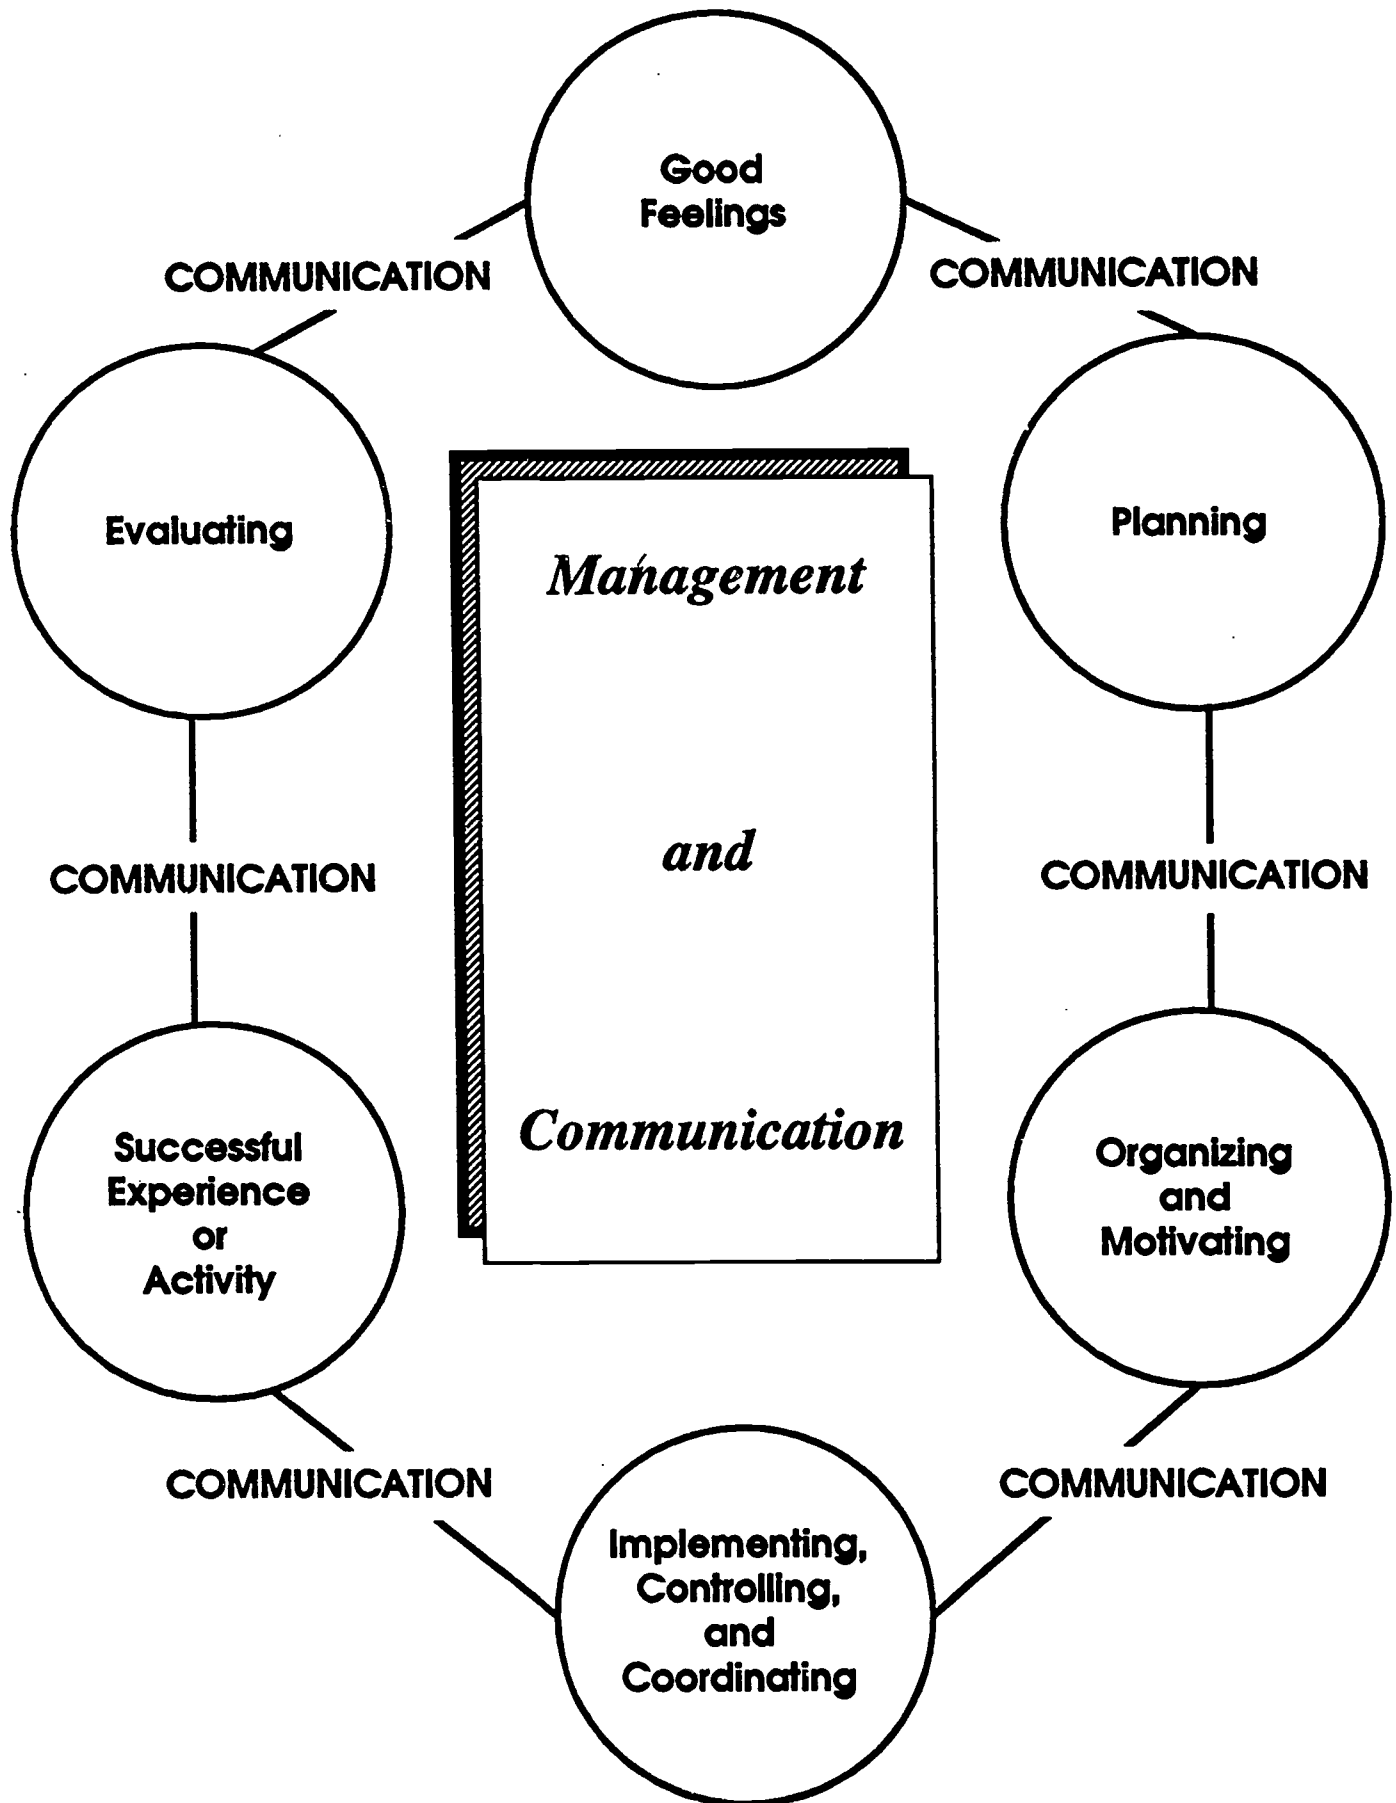 Good
Feelings
COMMUNICATION
COMMUNICATION
Evaluating
Planning
Management
and
Communication
COMMUNICATION
COMMUNICATION
Successful
Experience
or
Activity
Organizing
and
Motivating
COMMUNICATION
COMMUNICATION
Implementing,
Controlling,
and
Coordinating